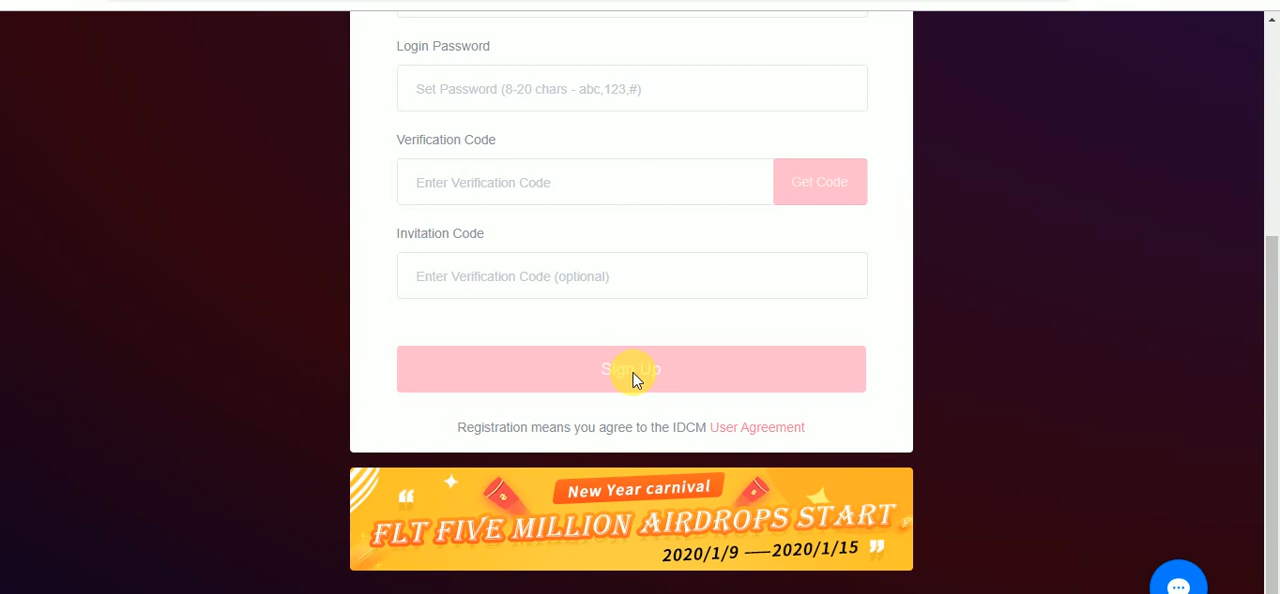 Login Password
Set Password (8-20 chars - abc,123,#)
Verification Code
Enter Verification Code
Get Code
Invitation Code
Enter Verification Code (optional)
Sign Up
Registration means you agree to the IDCM User Agreement
❝ New Year carnival
FLT FIVE MILLION AIRDROPS START
2020/1/9 —2020/1/15 ❞